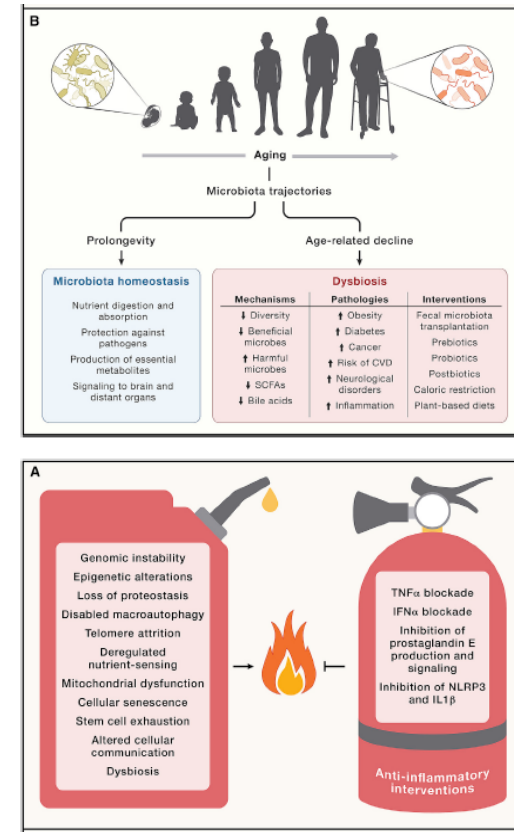 B
Aging
Microbiota trajectories
Prolongevity
Age-related decline
Microbiota homeostasis
Nutrient digestion and
absorption
Protection against
pathogens
Production of essential
metabolites
Signaling to brain and
distant organs
Dysbiosis
Mechanisms
↓ Diversity
↓ Beneficial
microbes
↑ Harmful
microbes
↓ SCFAs
↓ Bile acids
Pathologies
↑ Obesity
↑ Diabetes
↑ Cancer
↑ Risk of CVD
↑ Neurological
disorders
↑ Inflammation
Interventions
Fecal microbiota
transplantation
Prebiotics
Probiotics
Postbiotics
Caloric restriction
Plant-based diets
A
Genomic instability
Epigenetic alterations
Loss of proteostasis
Disabled macroautophagy
Telomere attrition
Deregulated
nutrient-sensing
Mitochondrial dysfunction
Cellular senescence
Stem cell exhaustion
Altered cellular
communication
Dysbiosis
TNFα blockade
IFNα blockade
Inhibition of
prostaglandin E
production and
signaling
Inhibition of NLRP3
and IL1β
Anti-inflammatory
interventions